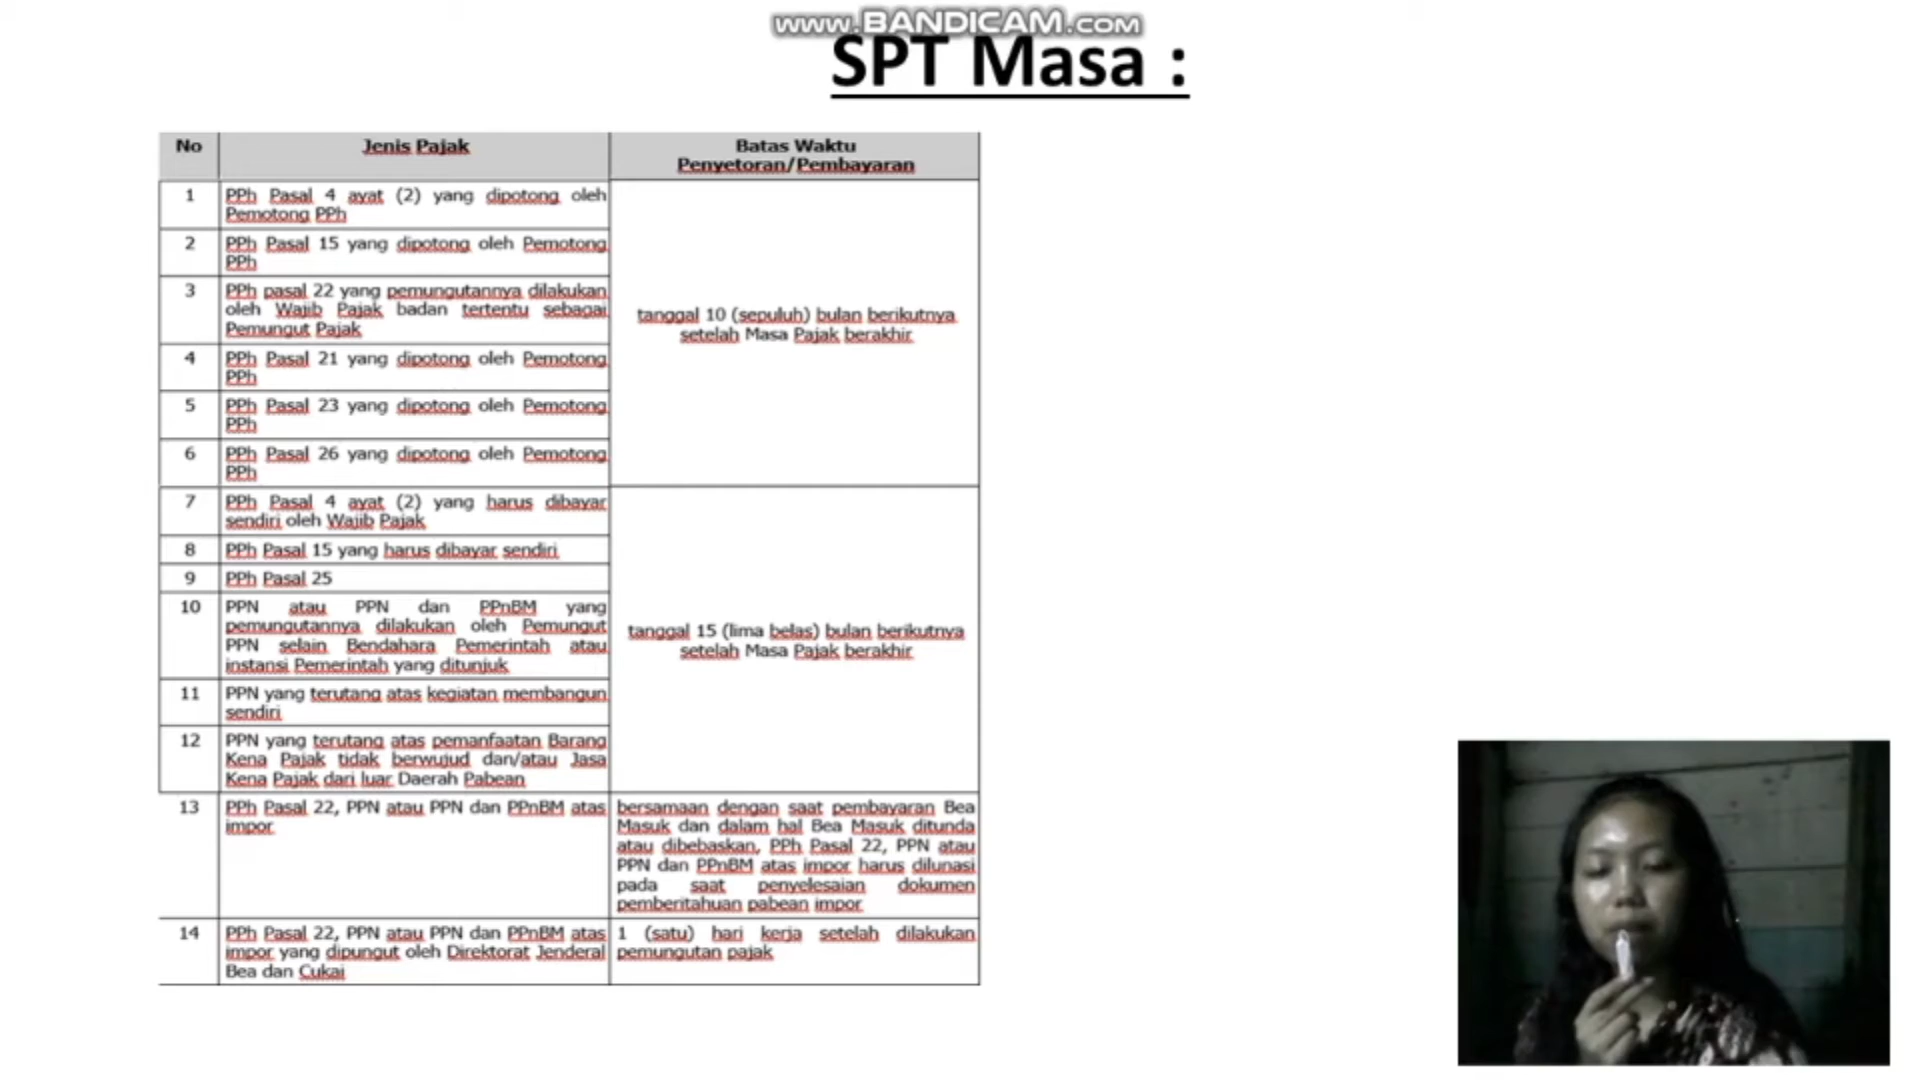 www.BANDICAM.com
SPT Masa :
No
Jenis Pajak
Batas Waktu
Penyetoran/Pembayaran
1
PPh Pasal 4 ayat (2) yang dipotong oleh
Pemotong PPh
2
PPh Pasal 15 yang dipotong oleh Pemotong
PPh
3
PPh pasal 22 yang pemungutannya dilakukan
oleh Wajib Pajak badan tertentu sebagai
Pemungut Pajak
4
PPh Pasal 21 yang dipotong oleh Pemotong
PPh
5
PPh Pasal 23 yang dipotong oleh Pemotong
PPh
6
PPh Pasal 26 yang dipotong oleh Pemotong
PPh
tanggal 10 (sepuluh) bulan berikutnya
setelah Masa Pajak berakhir
7
PPh Pasal 4 ayat (2) yang harus dibayar
sendiri oleh Wajib Pajak
8
PPh Pasal 15 yang harus dibayar sendiri
9
PPh Pasal 25
10
PPN atau PPN dan PPnBM yang
pemungutannya dilakukan oleh Pemungut
PPN selain Bendahara Pemerintah atau
instansi Pemerintah yang ditunjuk
11
PPN yang terutang atas kegiatan membangun
sendiri
12
PPN yang terutang atas pemanfaatan Barang
Kena Pajak tidak berwujud dan/atau Jasa
Kena Pajak dari luar Daerah Pabean
tanggal 15 (lima belas) bulan berikutnya
setelah Masa Pajak berakhir
13
PPh Pasal 22, PPN atau PPN dan PPnBM atas
impor
bersamaan dengan saat pembayaran Bea
Masuk dan dalam hal Bea Masuk ditunda
atau dibebaskan, PPh Pasal 22, PPN atau
PPN dan PPnBM atas impor harus dilunasi
pada saat penyelesaian dokumen
pemberitahuan pabean impor
14
PPh Pasal 22, PPN atau PPN dan PPnBM atas
impor yang dipungut oleh Direktorat Jenderal
Bea dan Cukai
1 (satu) hari kerja setelah dilakukan
pemungutan pajak